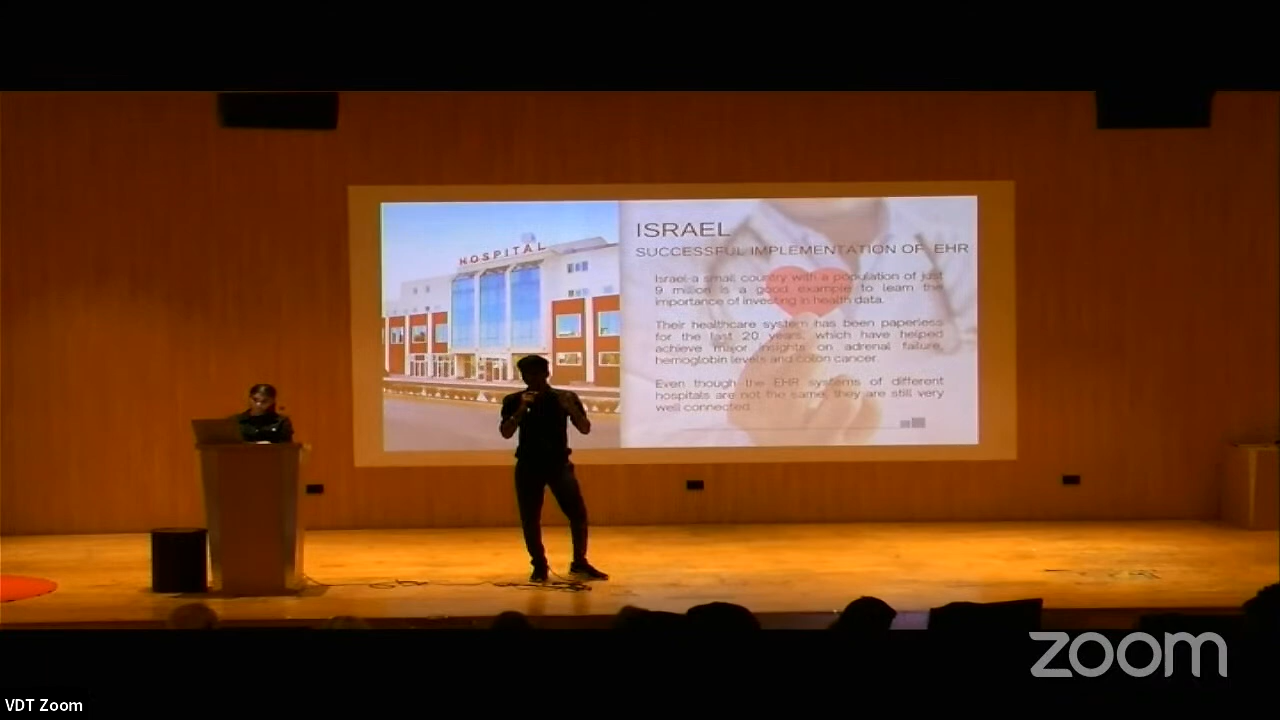 HOSPITAL
ISRAEL
SUCCESSFUL IMPLEMENTATION OF EHR
Israel-a small country with a population of just
9 million is a good example to learn the
importance of investing in health data.
Their healthcare system has been paperless
for the last 20 years, which have helped
achieve major insights on adrenal failure,
hemoglobin levels and colon cancer.
Even though the EHR systems of different
hospitals are not the same, they are still very
well connected.
zoom
VDT Zoom